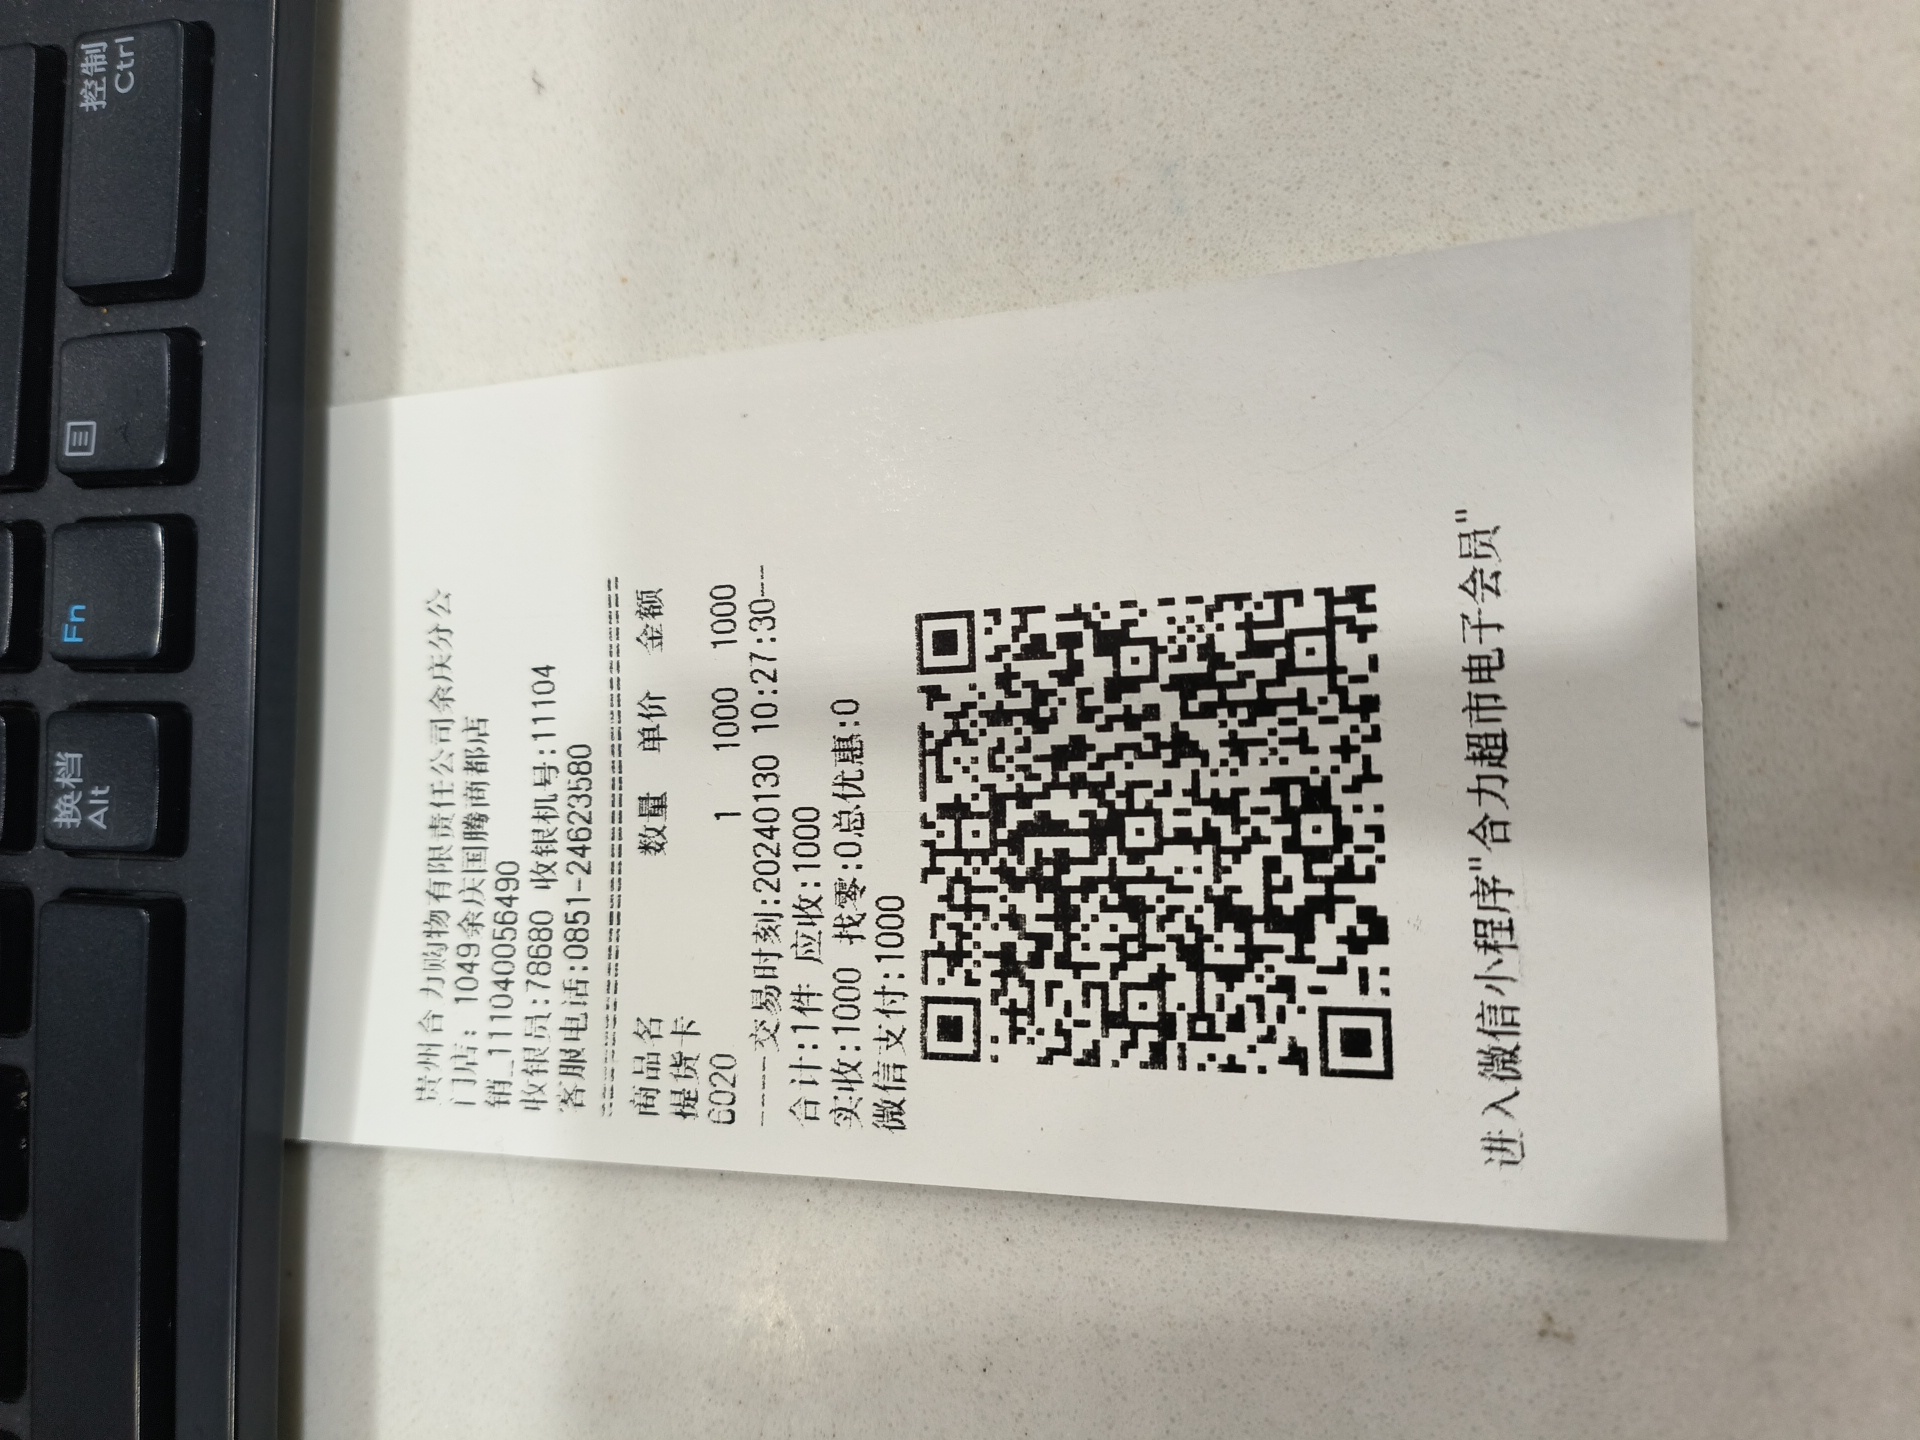 贵州合力购物有限责任公司余庆分公
门店: 1049余庆国腾商都店
销_1110400056490
收银员:78680 收银机号:11104
客服电话:0851-24623580
商品名 数量 单价 金额
提货卡
6020 1 1000 1000
----交易时刻:20240130 10:27:30---
合计:1件 应收:1000
实收:1000 找零:0总优惠:0
微信支付:1000
进入微信小程序"合力超市电子会员"
控制
Ctrl
Fn
换档
Alt